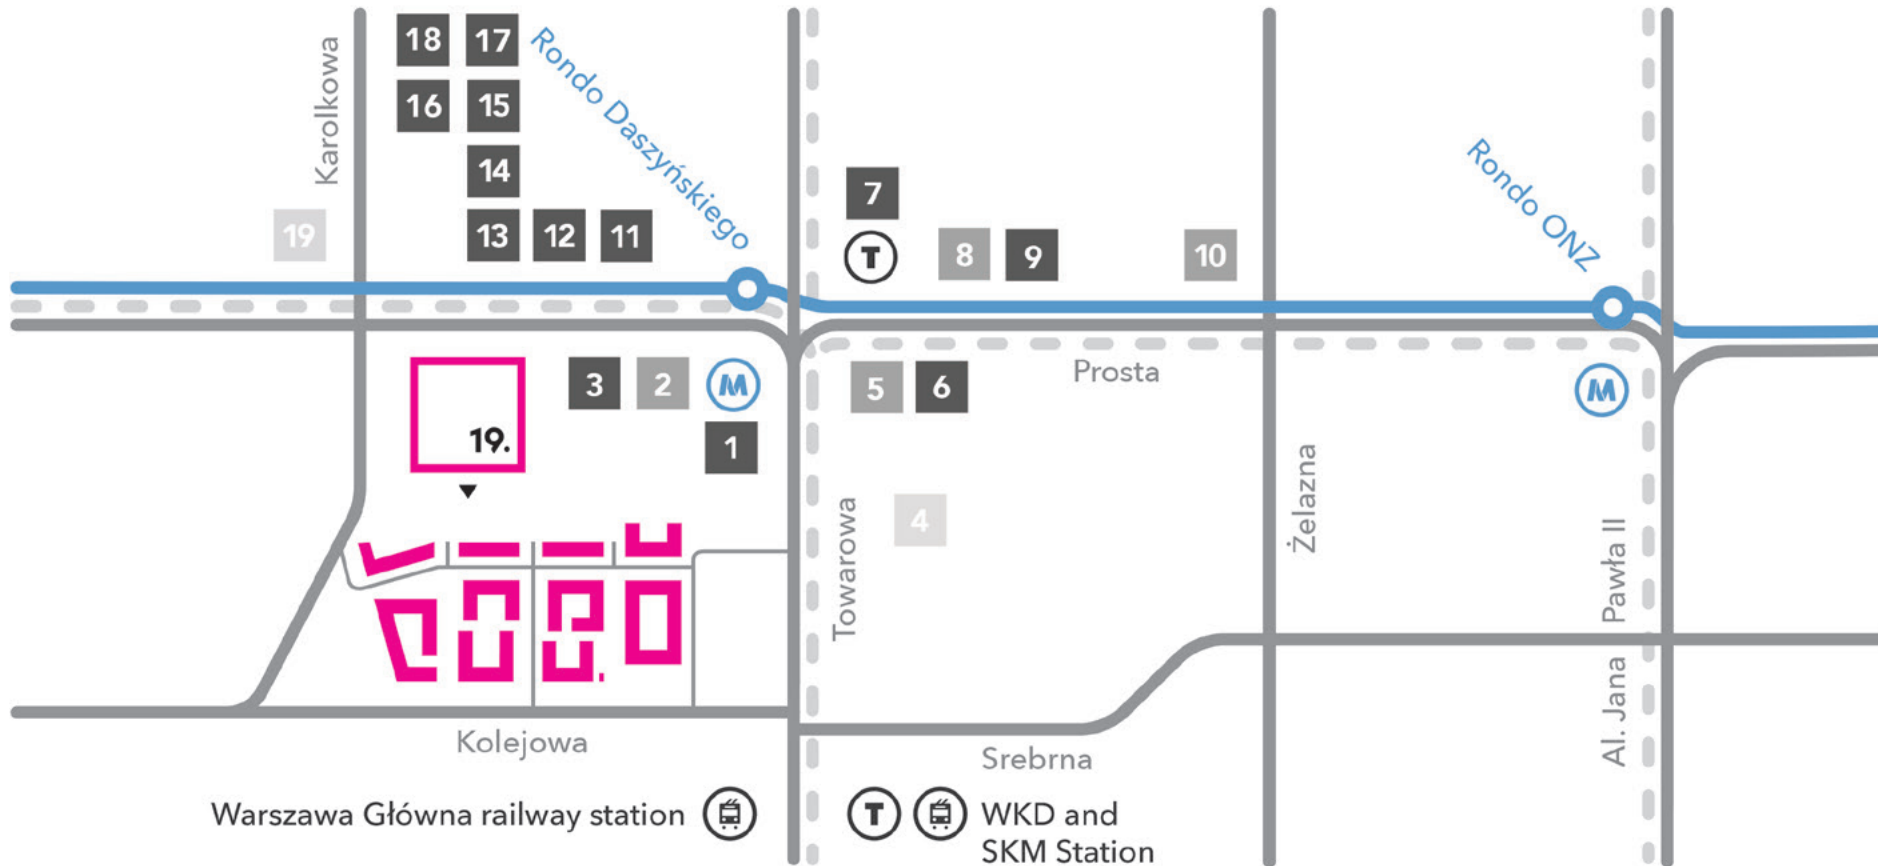 18 17
Rondo Daszyńskiego
Karolkowa
16 15
14
7
Rondo ONZ
19 13 12 11
T 8 9 10
3 2 M 5 6 Prosta M
19. 1
4
Towarowa
Żelazna
Al. Jana Pawła II
Kolejowa
Srebrna
Warszawa Główna railway station
T WKD and
SKM Station